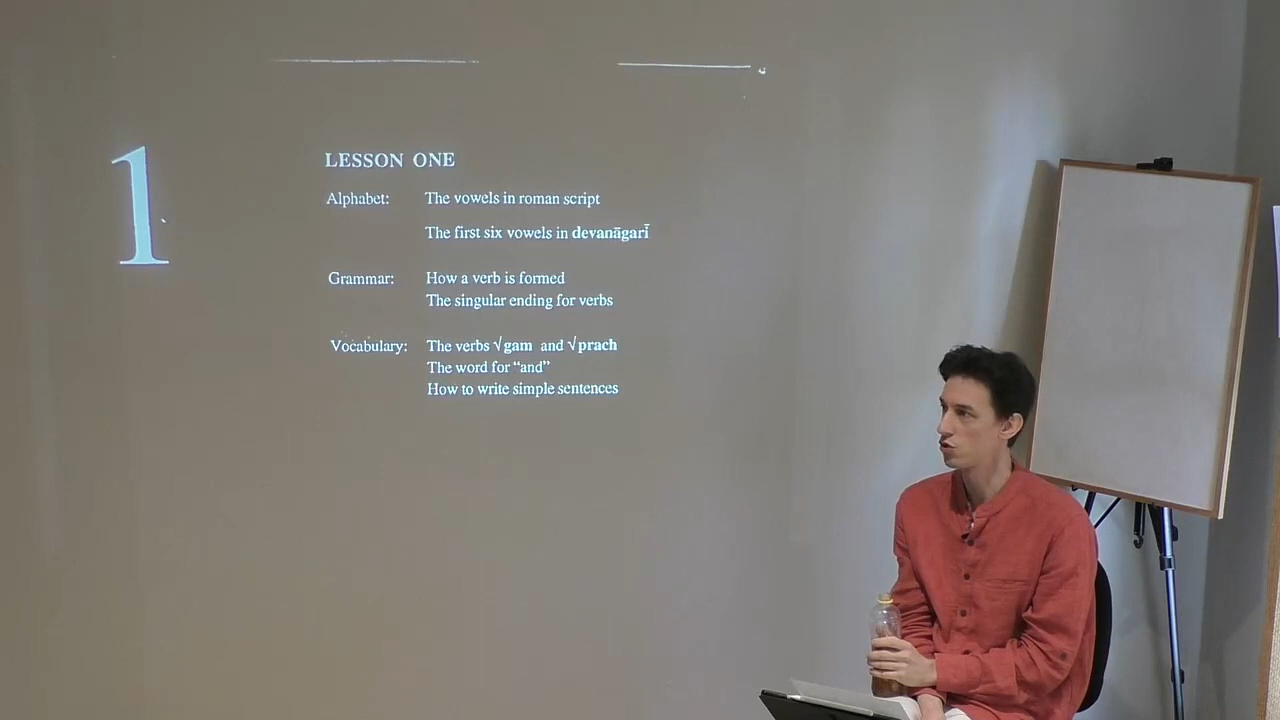 1
LESSON ONE
Alphabet: The vowels in roman script
The first six vowels in devanāgarī
Grammar: How a verb is formed
The singular ending for verbs
Vocabulary: The verbs √gam and √prach
The word for “and”
How to write simple sentences